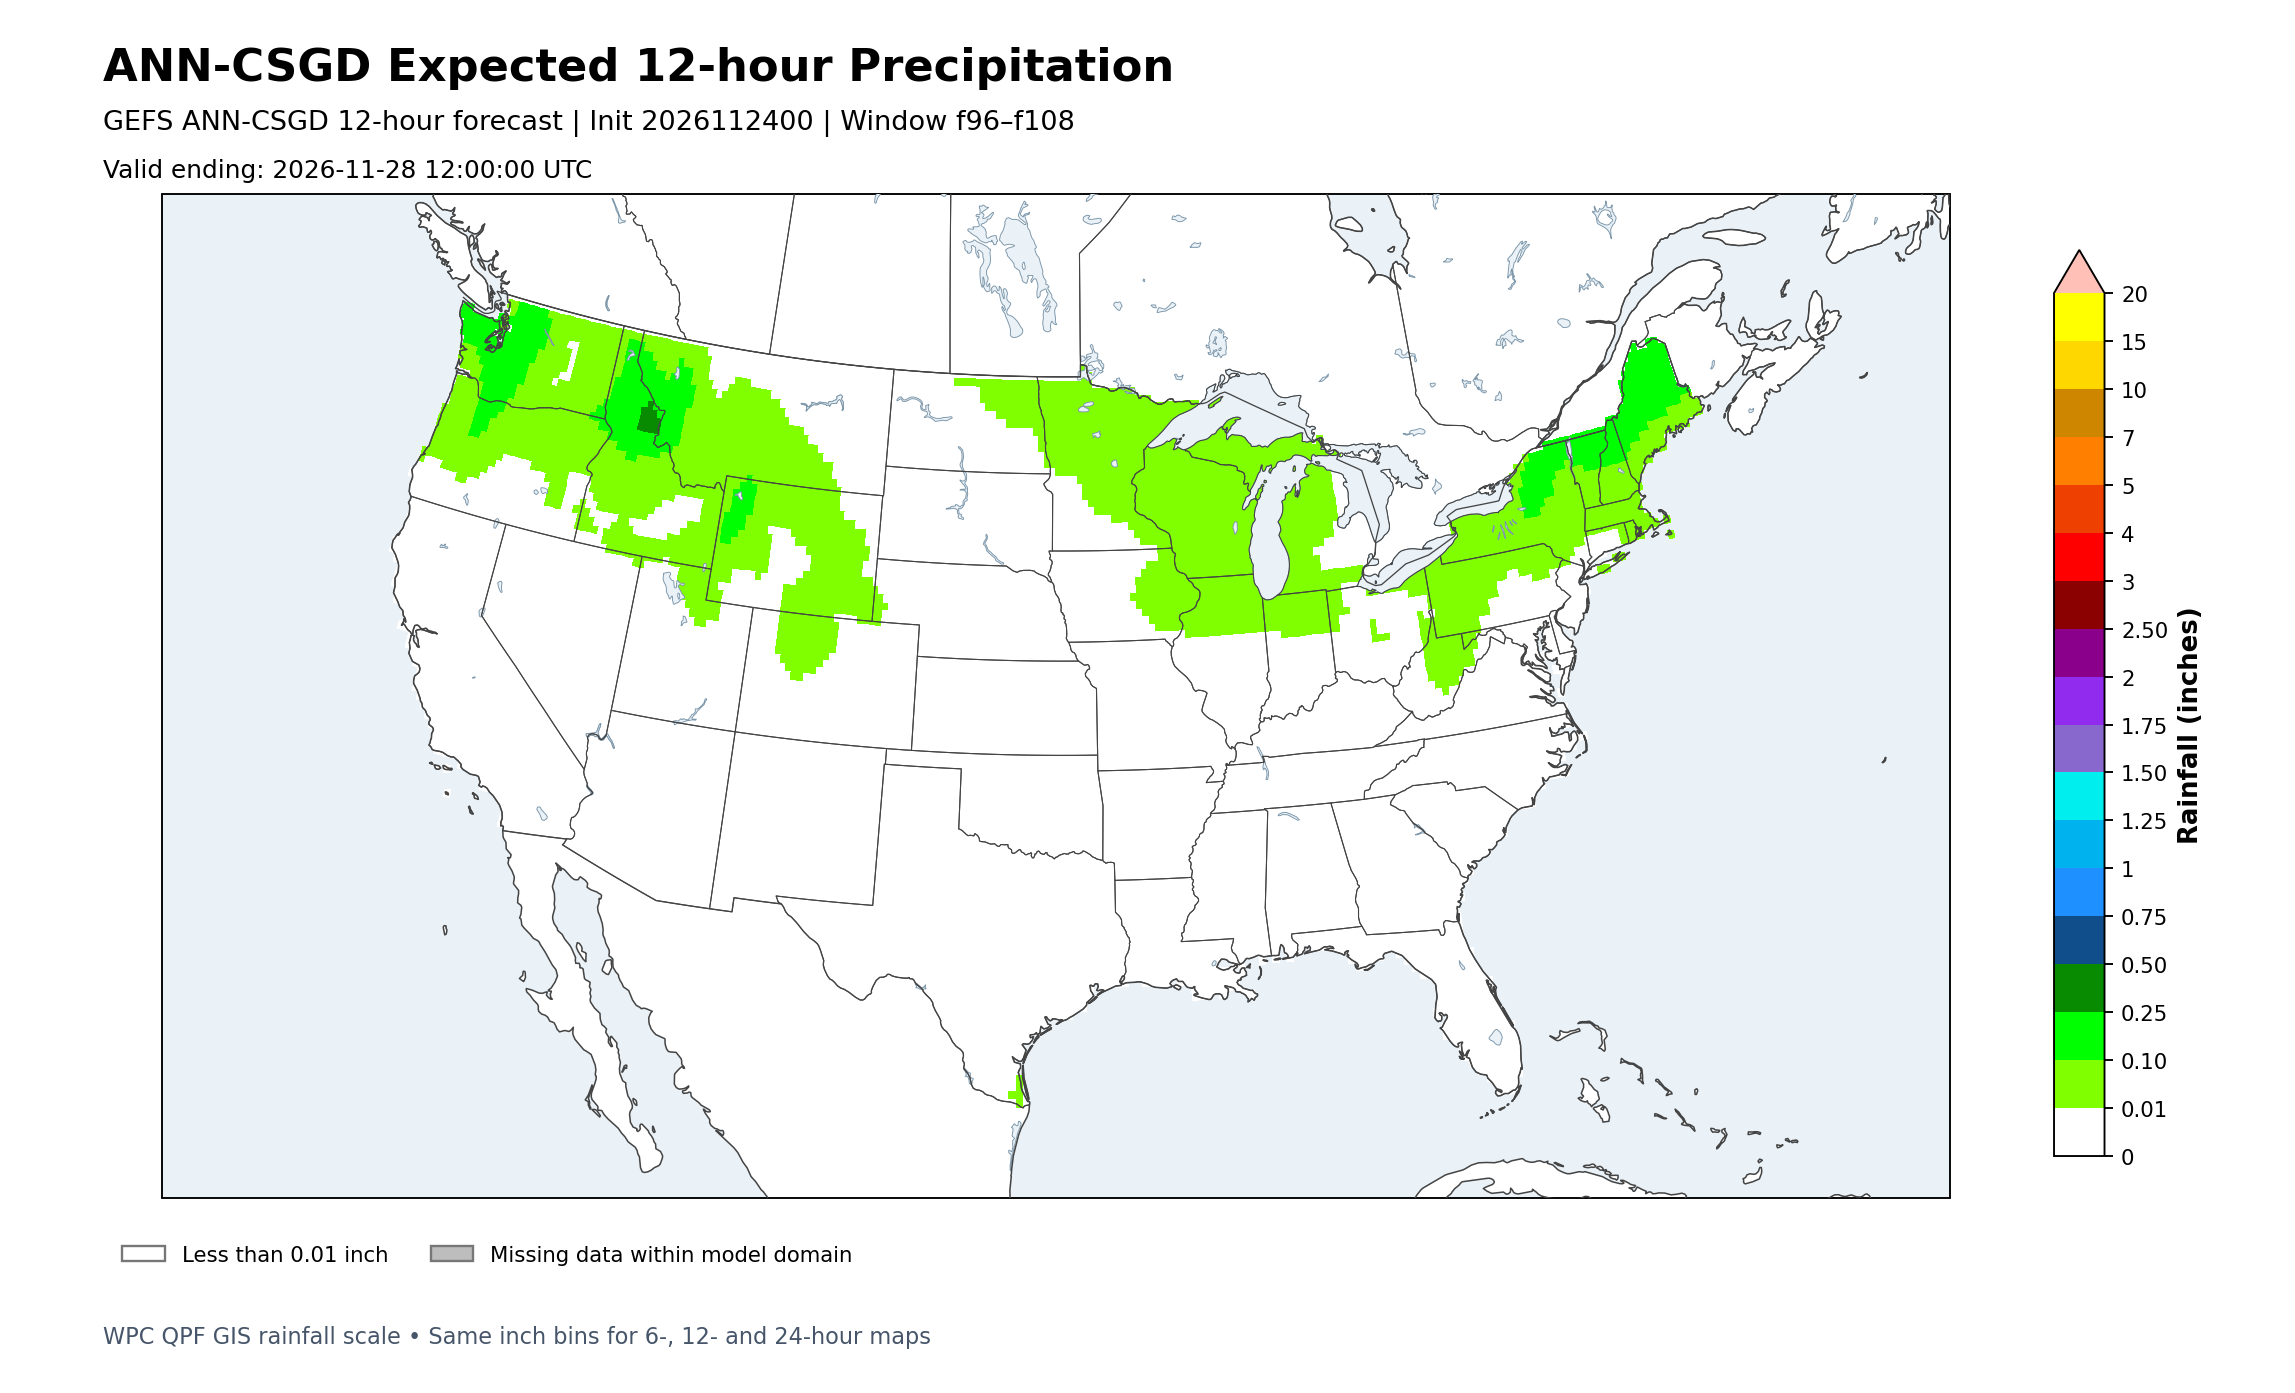 ANN-CSGD Expected 12-hour Precipitation
GEFS ANN-CSGD 12-hour forecast | Init 2026112400 | Window f96–f108
Valid ending: 2026-11-28 12:00:00 UTC
20
15
10
7
5
4
3
2.50
2
1.75
1.50
1.25
1
0.75
0.50
0.25
0.10
0.01
0
Rainfall (inches)
Less than 0.01 inch
Missing data within model domain
WPC QPF GIS rainfall scale • Same inch bins for 6-, 12- and 24-hour maps